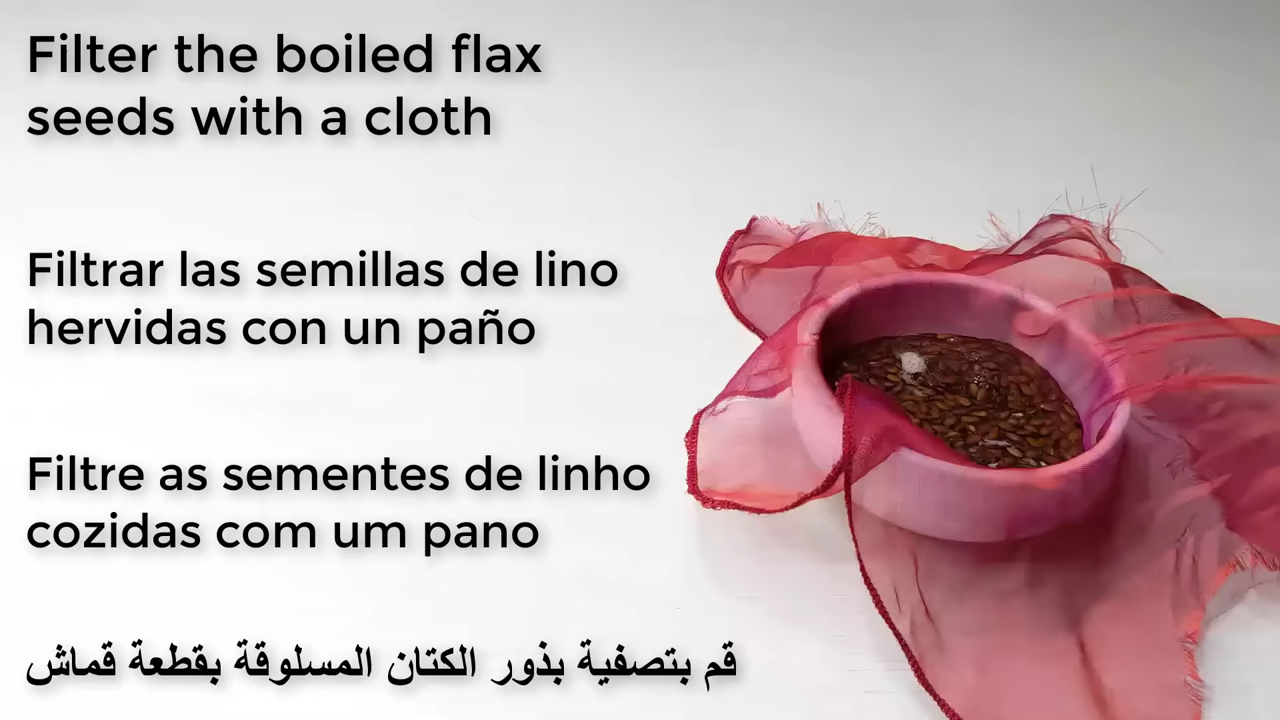 Filter the boiled flax
seeds with a cloth
Filtrar las semillas de lino
hervidas con un paño
Filtre as sementes de linho
cozidas com um pano
قم بتصفية بذور الكتان المسلوقة بقطعة قماش